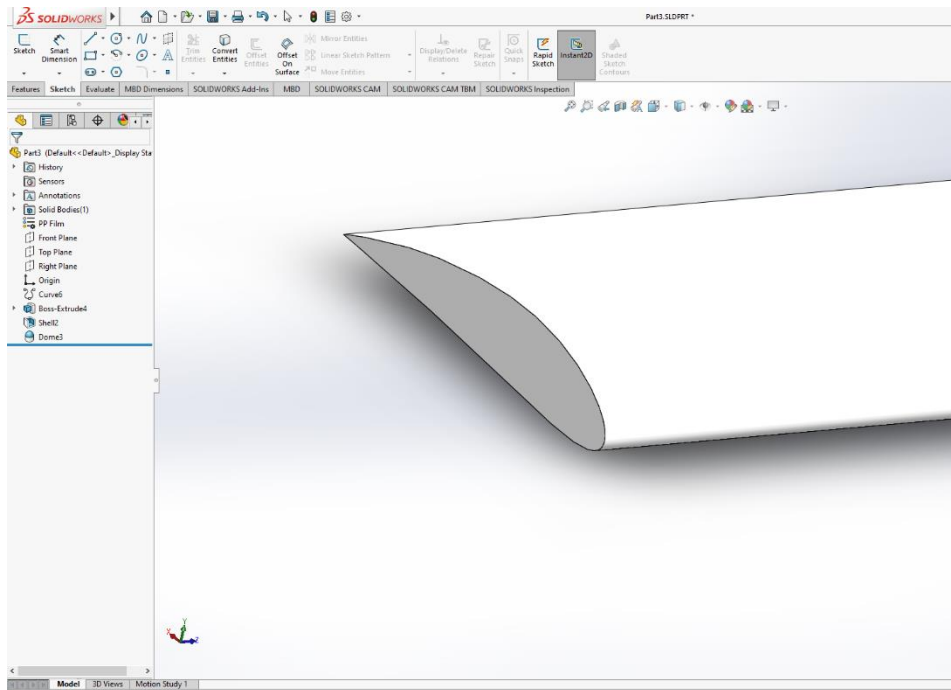 SOLIDWORKS
Part3.SLDPRT *
Sketch
Smart Dimension
Trim Entities
Convert Entities
Offset Entities
Offset On Surface
Mirror Entities
Linear Sketch Pattern
Move Entities
Display/Delete Relations
Repair Sketch
Quick Snaps
Rapid Sketch
Instant2D
Shaded Sketch Contours
Features Sketch Evaluate MBD Dimensions SOLIDWORKS Add-Ins MBD SOLIDWORKS CAM SOLIDWORKS CAM TBM SOLIDWORKS Inspection
Part3 (Default<<Default>_Display Sta
History
Sensors
Annotations
Solid Bodies(1)
PP Film
Front Plane
Top Plane
Right Plane
Origin
Curve6
Boss-Extrude4
Shell2
Dome3
Y
X
Z
Model 3D Views Motion Study 1